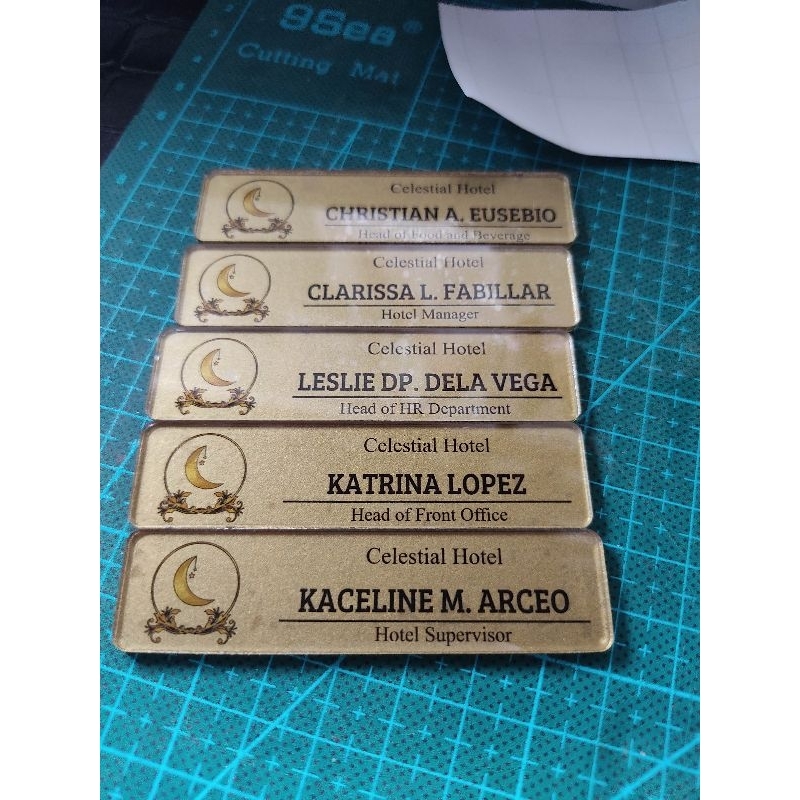 9Sea
Cutting Mat
Celestial Hotel
CHRISTIAN A. EUSEBIO
Head of Food and Beverage
Celestial Hotel
CLARISSA L. FABILLAR
Hotel Manager
Celestial Hotel
LESLIE DP. DELA VEGA
Head of HR Department
Celestial Hotel
KATRINA LOPEZ
Head of Front Office
Celestial Hotel
KACELINE M. ARCEO
Hotel Supervisor